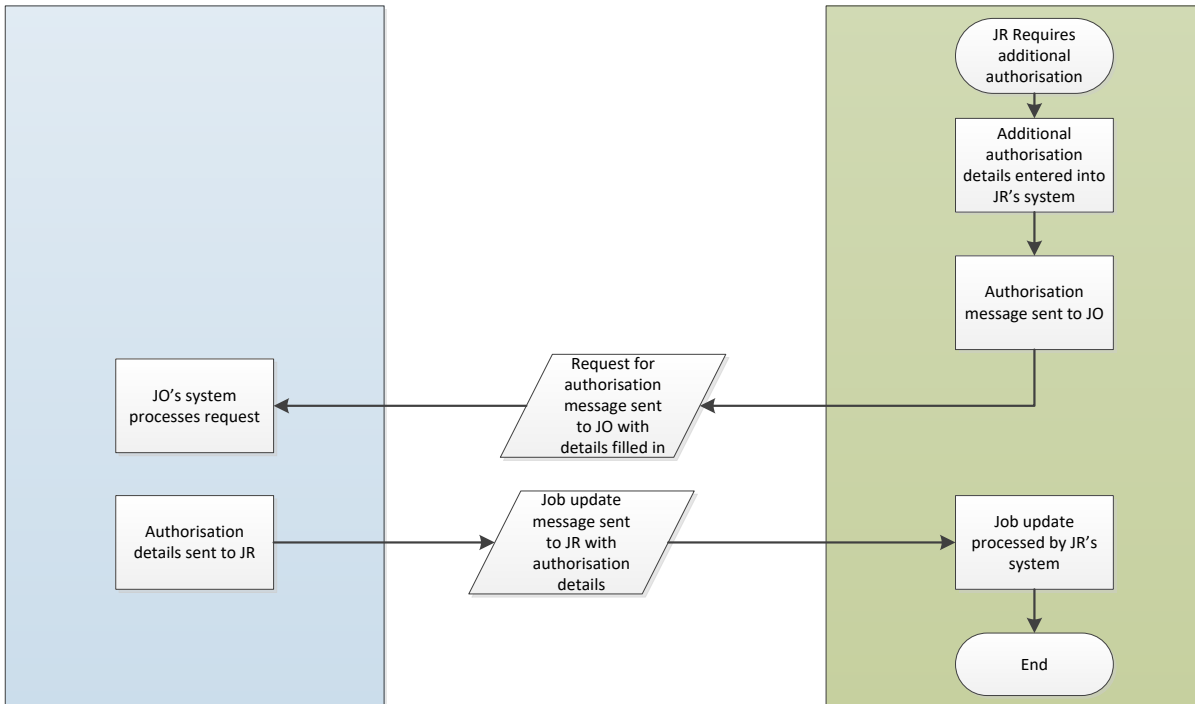 JR Requires
additional
authorisation
Additional
authorisation
details entered into
JR's system
Authorisation
message sent to JO
Request for
authorisation
message sent
to JO with
details filled in
JO's system
processes request
Authorisation
details sent to JR
Job update
message sent
to JR with
authorisation
details
Job update
processed by JR's
system
End